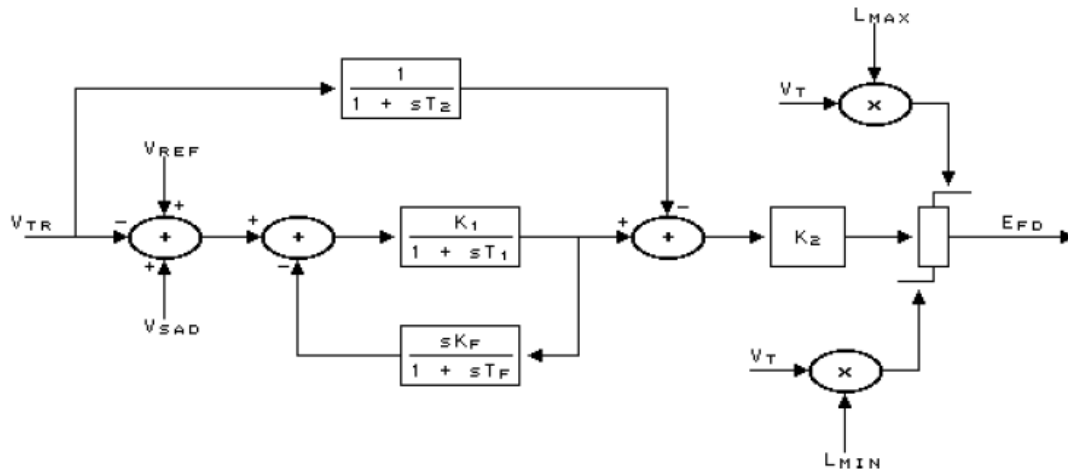 LMAX
1
1 + sT2
VT
×
VREF
+
VTR
−
+
+
+
+
−
K1
1 + sT1
+
−
+
K2
EFD
VSAD
sKF
1 + sTF
VT
×
LMIN